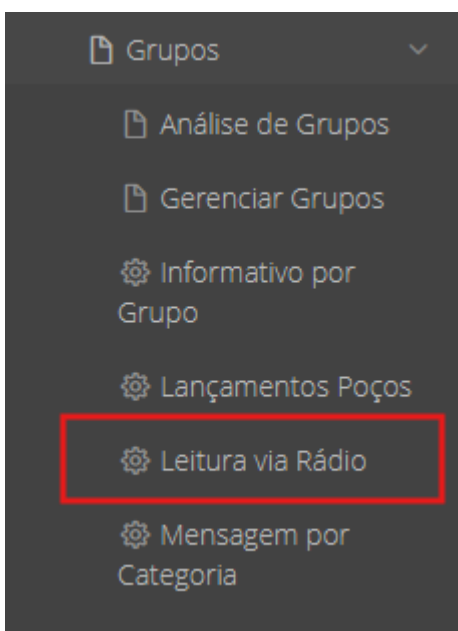 Grupos
Análise de Grupos
Gerenciar Grupos
Informativo por
Grupo
Lançamentos Poços
Leitura via Rádio
Mensagem por
Categoria